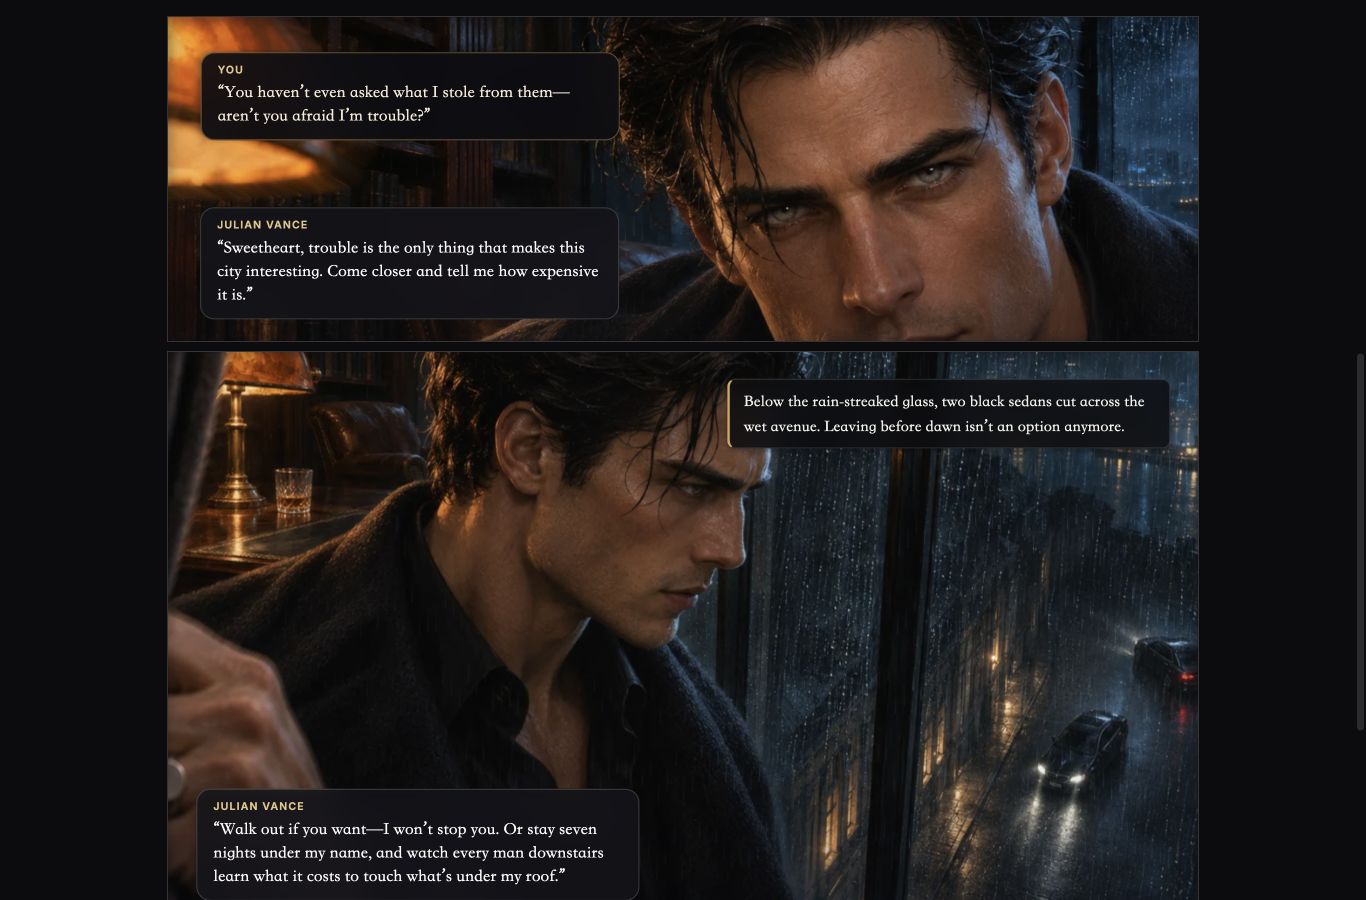 YOU
“You haven’t even asked what I stole from them—
aren’t you afraid I’m trouble?”
JULIAN VANCE
“Sweetheart, trouble is the only thing that makes this
city interesting. Come closer and tell me how expensive
it is.”
Below the rain-streaked glass, two black sedans cut across the
wet avenue. Leaving before dawn isn’t an option anymore.
JULIAN VANCE
“Walk out if you want—I won’t stop you. Or stay seven
nights under my name, and watch every man downstairs
learn what it costs to touch what’s under my roof.”